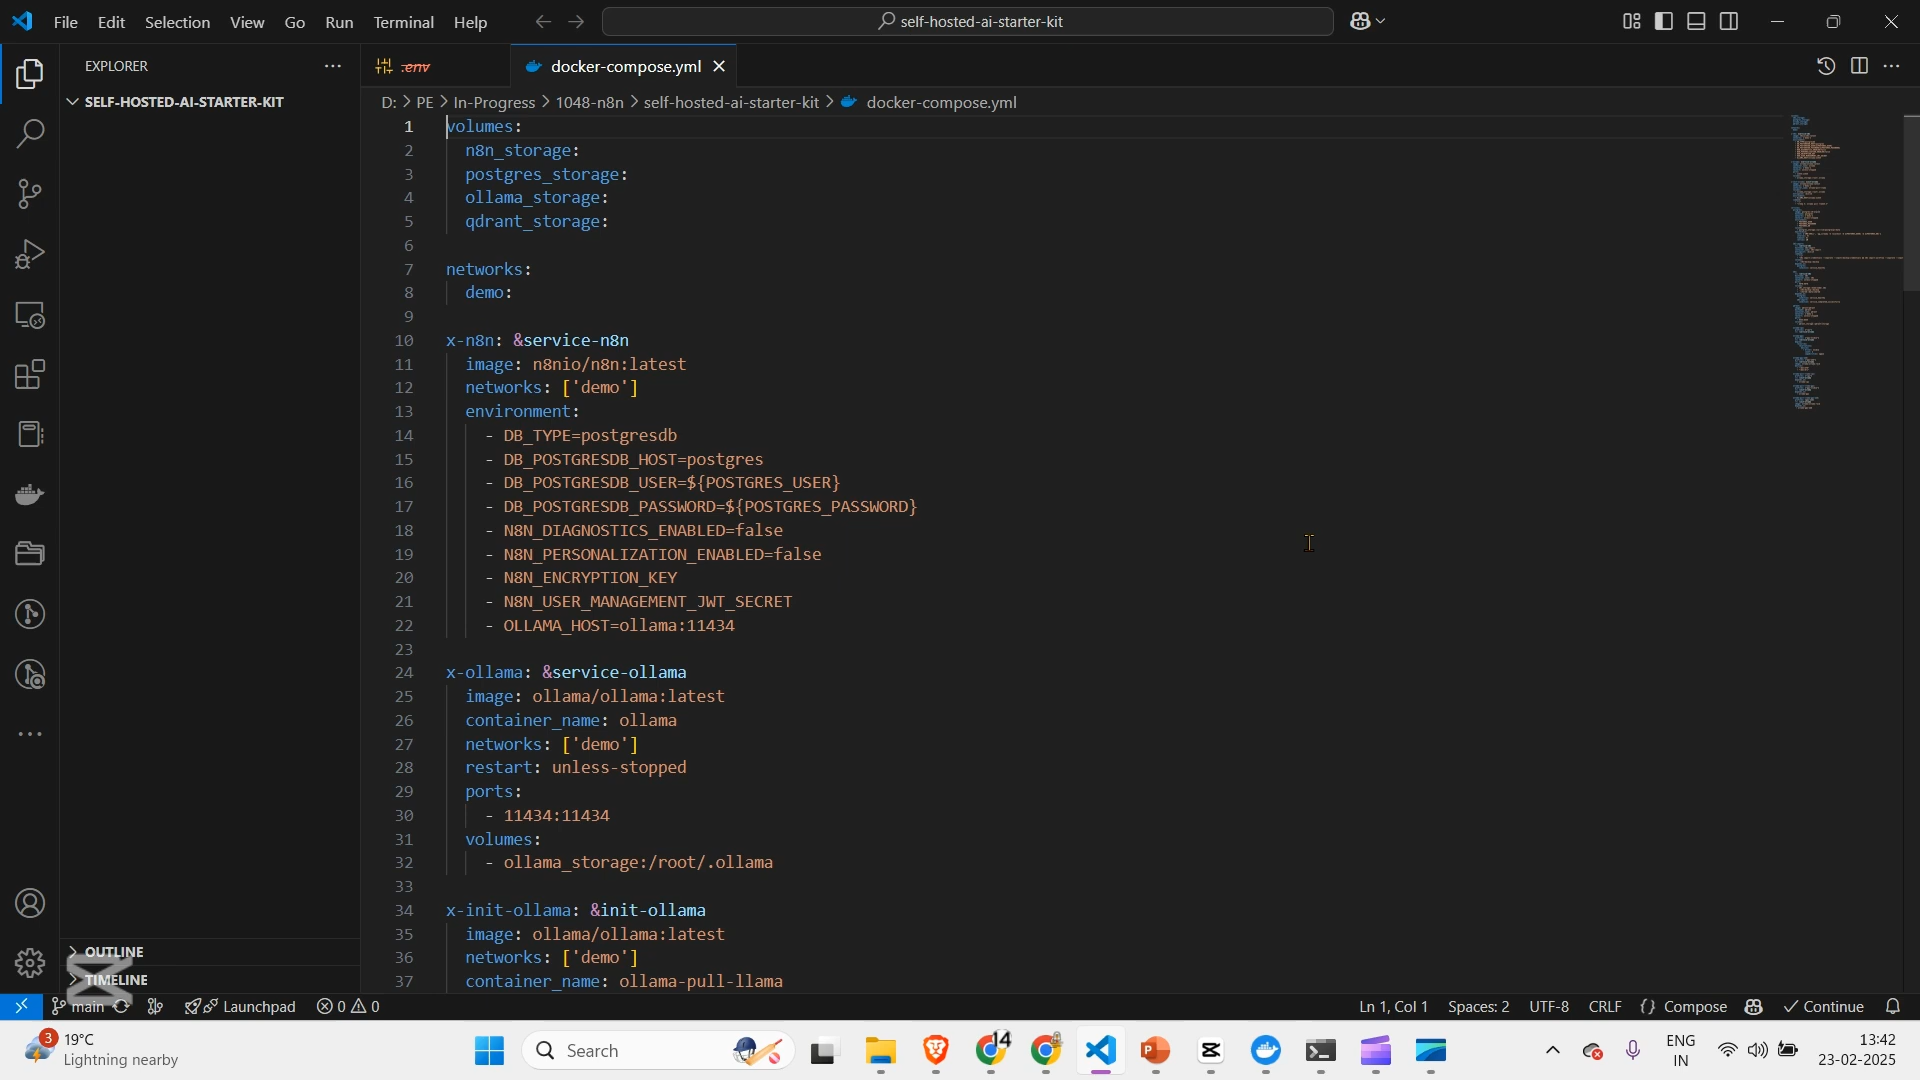 File Edit Selection View Go Run Terminal Help
self-hosted-ai-starter-kit
EXPLORER
SELF-HOSTED-AI-STARTER-KIT
.env
docker-compose.yml
D: > PE > In-Progress > 1048-n8n > self-hosted-ai-starter-kit > docker-compose.yml
1 volumes:
2 n8n_storage:
3 postgres_storage:
4 ollama_storage:
5 qdrant_storage:
6
7 networks:
8 demo:
9
10 x-n8n: &service-n8n
11 image: n8nio/n8n:latest
12 networks: ['demo']
13 environment:
14 - DB_TYPE=postgresdb
15 - DB_POSTGRESDB_HOST=postgres
16 - DB_POSTGRESDB_USER=${POSTGRES_USER}
17 - DB_POSTGRESDB_PASSWORD=${POSTGRES_PASSWORD}
18 - N8N_DIAGNOSTICS_ENABLED=false
19 - N8N_PERSONALIZATION_ENABLED=false
20 - N8N_ENCRYPTION_KEY
21 - N8N_USER_MANAGEMENT_JWT_SECRET
22 - OLLAMA_HOST=ollama:11434
23
24 x-ollama: &service-ollama
25 image: ollama/ollama:latest
26 container_name: ollama
27 networks: ['demo']
28 restart: unless-stopped
29 ports:
30 - 11434:11434
31 volumes:
32 - ollama_storage:/root/.ollama
33
34 x-init-ollama: &init-ollama
35 image: ollama/ollama:latest
36 networks: ['demo']
37 container_name: ollama-pull-llama
OUTLINE
TIMELINE
main
Launchpad
0 0
Ln 1, Col 1
Spaces: 2
UTF-8
CRLF
{} Compose
Continue
3
19°C
Lightning nearby
Search
14
ENG
IN
13:42
23-02-2025